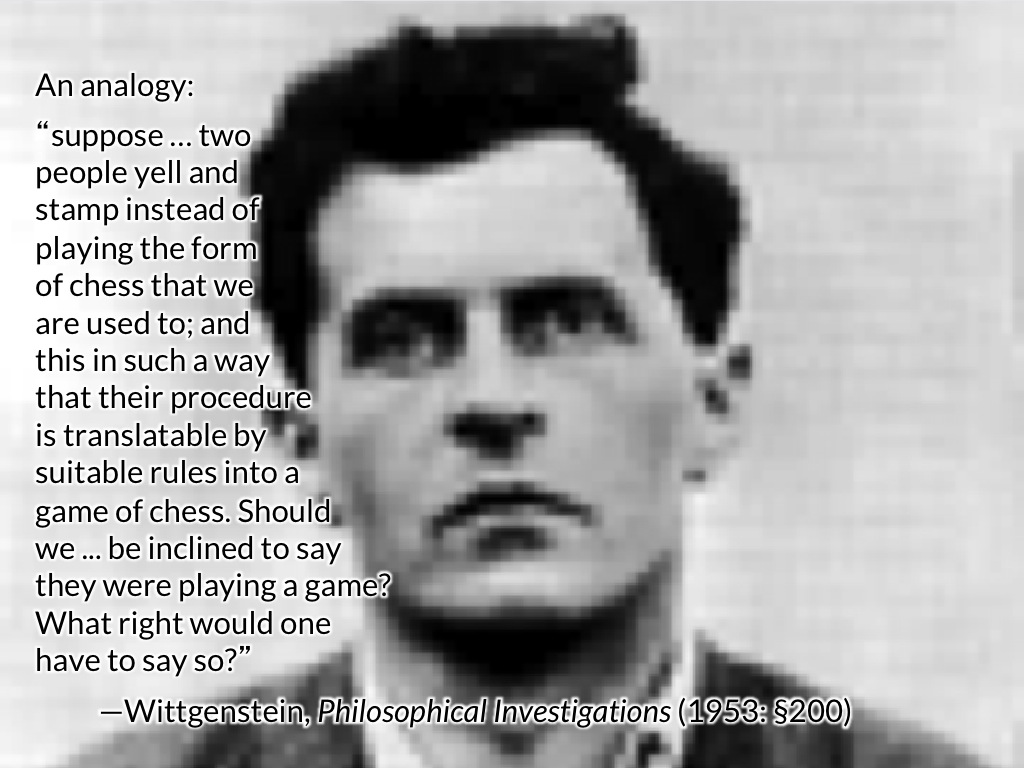 An analogy:
“suppose … two
people yell and
stamp instead of
playing the form
of chess that we
are used to; and
this in such a way
that their procedure
is translatable by
suitable rules into a
game of chess. Should
we ... be inclined to say
they were playing a game?
What right would one
have to say so?”
—Wittgenstein, Philosophical Investigations (1953: §200)